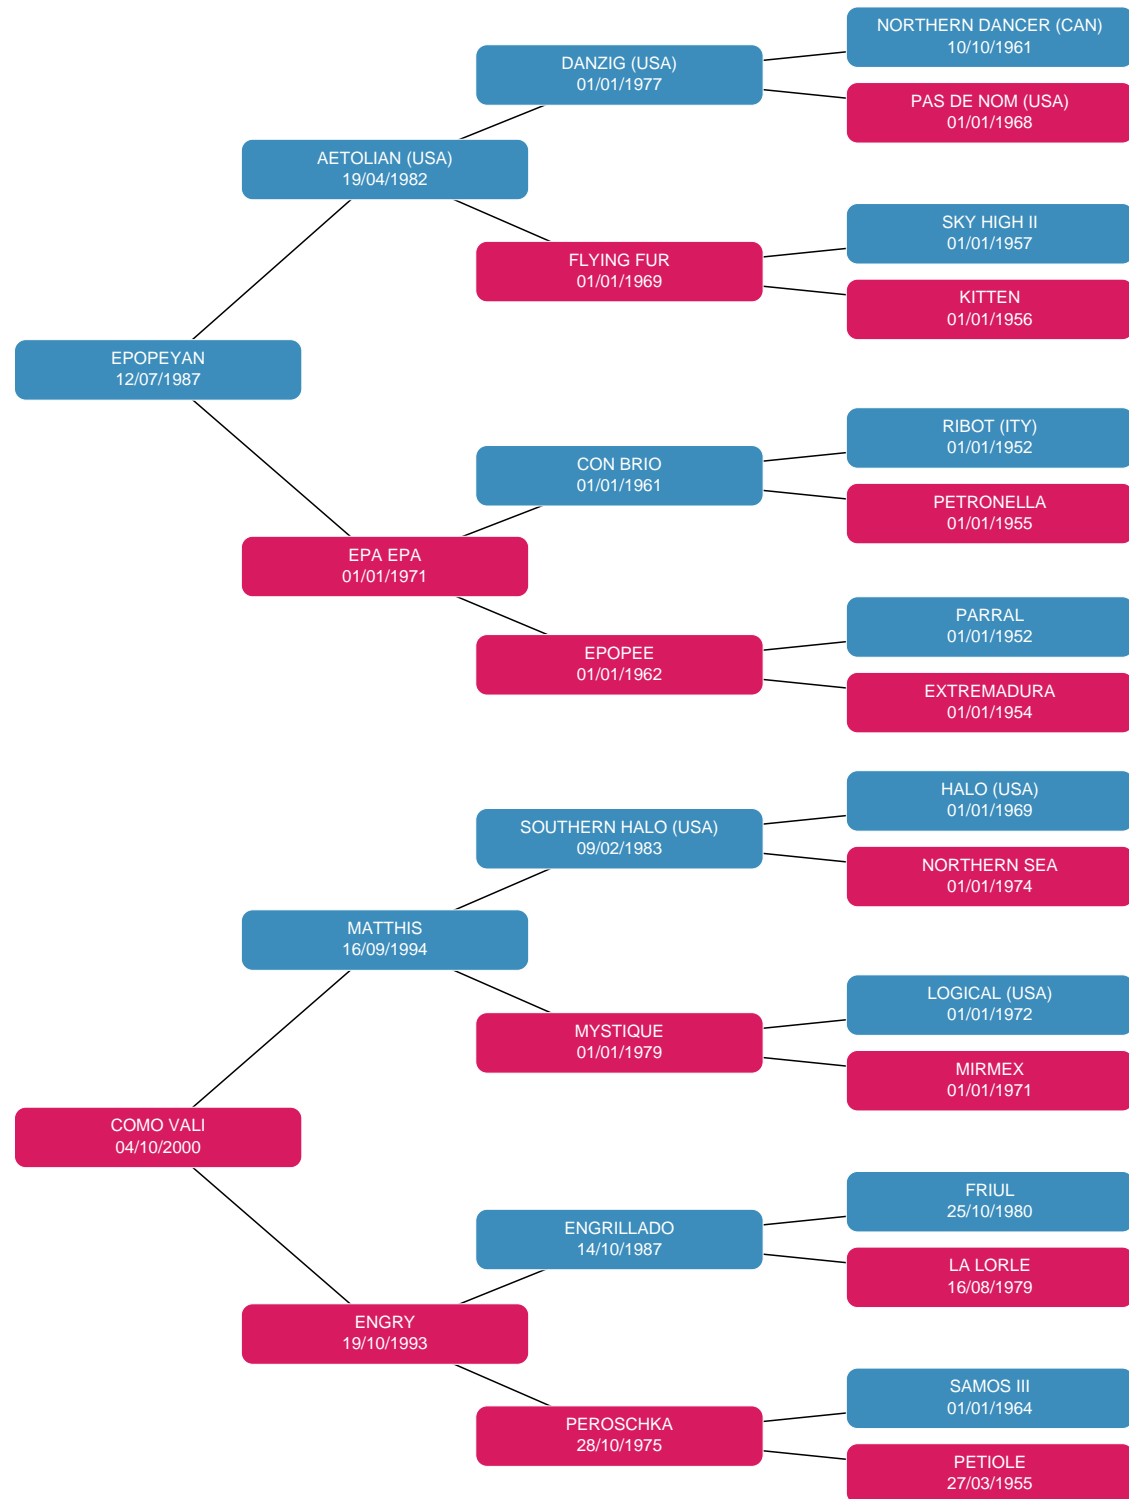 NORTHERN DANCER (CAN)
10/10/1961
DANZIG (USA)
01/01/1977
PAS DE NOM (USA)
01/01/1968
AETOLIAN (USA)
19/04/1982
SKY HIGH II
01/01/1957
FLYING FUR
01/01/1969
KITTEN
01/01/1956
EPOPEYAN
12/07/1987
RIBOT (ITY)
01/01/1952
CON BRIO
01/01/1961
PETRONELLA
01/01/1955
EPA EPA
01/01/1971
PARRAL
01/01/1952
EPOPEE
01/01/1962
EXTREMADURA
01/01/1954
HALO (USA)
01/01/1969
SOUTHERN HALO (USA)
09/02/1983
NORTHERN SEA
01/01/1974
MATTHIS
16/09/1994
LOGICAL (USA)
01/01/1972
MYSTIQUE
01/01/1979
MIRMEX
01/01/1971
COMO VALI
04/10/2000
FRIUL
25/10/1980
ENGRILLADO
14/10/1987
LA LORLE
16/08/1979
ENGRY
19/10/1993
SAMOS III
01/01/1964
PEROSCHKA
28/10/1975
PETIOLE
27/03/1955